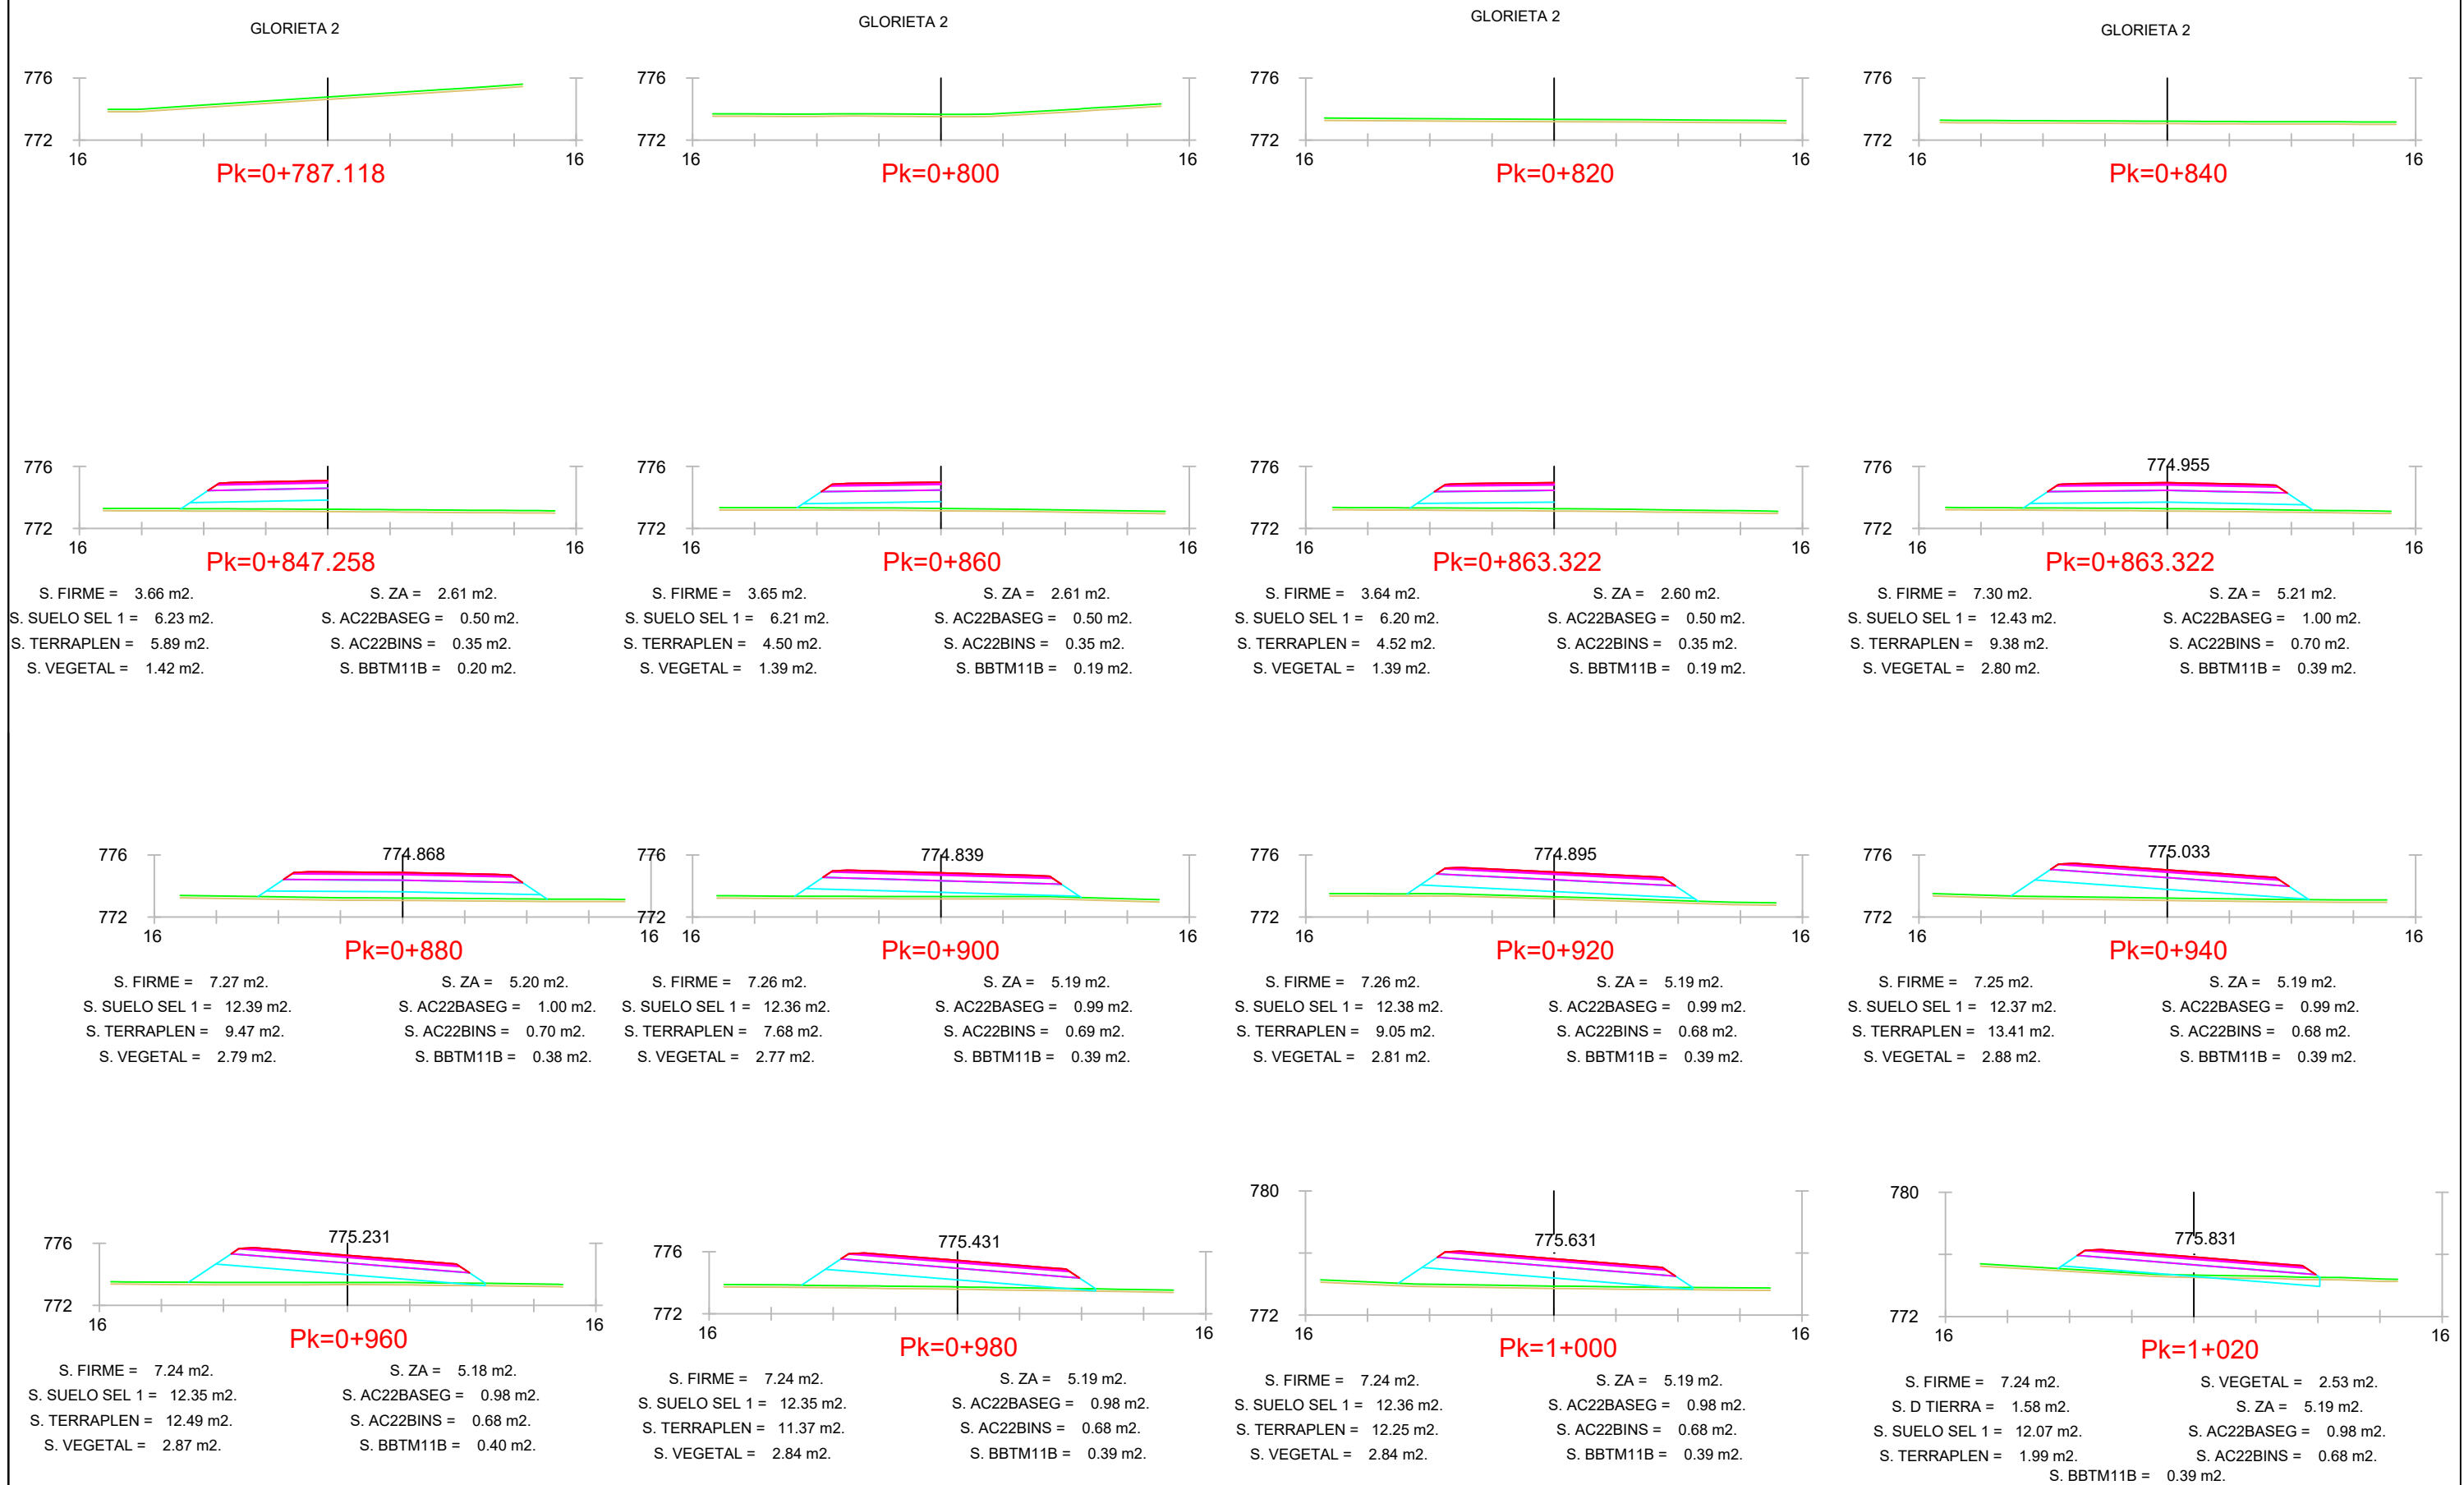 GLORIETA 2
776
772
16 16
Pk=0+787.118
GLORIETA 2
776
772
16 16
Pk=0+800
GLORIETA 2
776
772
16 16
Pk=0+820
GLORIETA 2
776
772
16 16
Pk=0+840
776
772
16 16
Pk=0+847.258
S. FIRME = 3.66 m2. S. ZA = 2.61 m2.
S. SUELO SEL 1 = 6.23 m2. S. AC22BASEG = 0.50 m2.
S. TERRAPLEN = 5.89 m2. S. AC22BINS = 0.35 m2.
S. VEGETAL = 1.42 m2. S. BBTM11B = 0.20 m2.
776
772
16 16
Pk=0+860
S. FIRME = 3.65 m2. S. ZA = 2.61 m2.
S. SUELO SEL 1 = 6.21 m2. S. AC22BASEG = 0.50 m2.
S. TERRAPLEN = 4.50 m2. S. AC22BINS = 0.35 m2.
S. VEGETAL = 1.39 m2. S. BBTM11B = 0.19 m2.
776
772
16 16
Pk=0+863.322
S. FIRME = 3.64 m2. S. ZA = 2.60 m2.
S. SUELO SEL 1 = 6.20 m2. S. AC22BASEG = 0.50 m2.
S. TERRAPLEN = 4.52 m2. S. AC22BINS = 0.35 m2.
S. VEGETAL = 1.39 m2. S. BBTM11B = 0.19 m2.
776 774.955
772
16 16
Pk=0+863.322
S. FIRME = 7.30 m2. S. ZA = 5.21 m2.
S. SUELO SEL 1 = 12.43 m2. S. AC22BASEG = 1.00 m2.
S. TERRAPLEN = 9.38 m2. S. AC22BINS = 0.70 m2.
S. VEGETAL = 2.80 m2. S. BBTM11B = 0.39 m2.
776 774.868
772
16 16
Pk=0+880
S. FIRME = 7.27 m2. S. ZA = 5.20 m2.
S. SUELO SEL 1 = 12.39 m2. S. AC22BASEG = 1.00 m2.
S. TERRAPLEN = 9.47 m2. S. AC22BINS = 0.70 m2.
S. VEGETAL = 2.79 m2. S. BBTM11B = 0.38 m2.
776 774.839
772
16 16
Pk=0+900
S. FIRME = 7.26 m2. S. ZA = 5.19 m2.
S. SUELO SEL 1 = 12.36 m2. S. AC22BASEG = 0.99 m2.
S. TERRAPLEN = 7.68 m2. S. AC22BINS = 0.69 m2.
S. VEGETAL = 2.77 m2. S. BBTM11B = 0.39 m2.
776 774.895
772
16 16
Pk=0+920
S. FIRME = 7.26 m2. S. ZA = 5.19 m2.
S. SUELO SEL 1 = 12.38 m2. S. AC22BASEG = 0.99 m2.
S. TERRAPLEN = 9.05 m2. S. AC22BINS = 0.68 m2.
S. VEGETAL = 2.81 m2. S. BBTM11B = 0.39 m2.
776 775.033
772
16 16
Pk=0+940
S. FIRME = 7.25 m2. S. ZA = 5.19 m2.
S. SUELO SEL 1 = 12.37 m2. S. AC22BASEG = 0.99 m2.
S. TERRAPLEN = 13.41 m2. S. AC22BINS = 0.68 m2.
S. VEGETAL = 2.88 m2. S. BBTM11B = 0.39 m2.
776 775.231
772
16 16
Pk=0+960
S. FIRME = 7.24 m2. S. ZA = 5.18 m2.
S. SUELO SEL 1 = 12.35 m2. S. AC22BASEG = 0.98 m2.
S. TERRAPLEN = 12.49 m2. S. AC22BINS = 0.68 m2.
S. VEGETAL = 2.87 m2. S. BBTM11B = 0.40 m2.
776 775.431
772
16 16
Pk=0+980
S. FIRME = 7.24 m2. S. ZA = 5.19 m2.
S. SUELO SEL 1 = 12.35 m2. S. AC22BASEG = 0.98 m2.
S. TERRAPLEN = 11.37 m2. S. AC22BINS = 0.68 m2.
S. VEGETAL = 2.84 m2. S. BBTM11B = 0.39 m2.
780
775.631
772
16 16
Pk=1+000
S. FIRME = 7.24 m2. S. ZA = 5.19 m2.
S. SUELO SEL 1 = 12.36 m2. S. AC22BASEG = 0.98 m2.
S. TERRAPLEN = 12.25 m2. S. AC22BINS = 0.68 m2.
S. VEGETAL = 2.84 m2. S. BBTM11B = 0.39 m2.
780
775.831
772
16 16
Pk=1+020
S. FIRME = 7.24 m2. S. VEGETAL = 2.53 m2.
S. D TIERRA = 1.58 m2. S. ZA = 5.19 m2.
S. SUELO SEL 1 = 12.07 m2. S. AC22BASEG = 0.98 m2.
S. TERRAPLEN = 1.99 m2. S. AC22BINS = 0.68 m2.
S. BBTM11B = 0.39 m2.